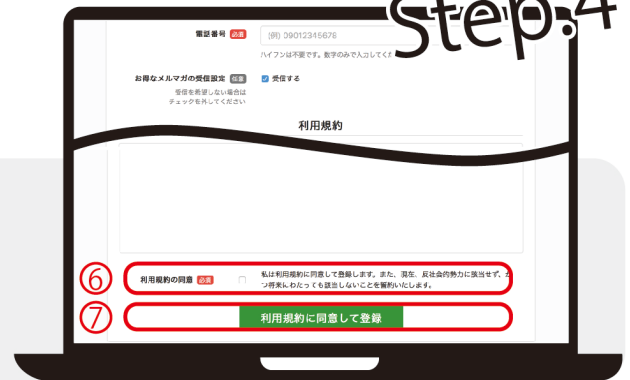 Step.4
電話番号 必須
(例) 09012345678
ハイフンは不要です。数字のみで入力してくだ
お得なメルマガの受信設定 任意
受信する
受信を希望しない場合は
チェックを外してください
利用規約
⑥
利用規約の同意 必須
私は利用規約に同意して登録します。また、現在、反社会的勢力に該当せず、か
つ将来にわたっても該当しないことを誓約いたします。
⑦
利用規約に同意して登録